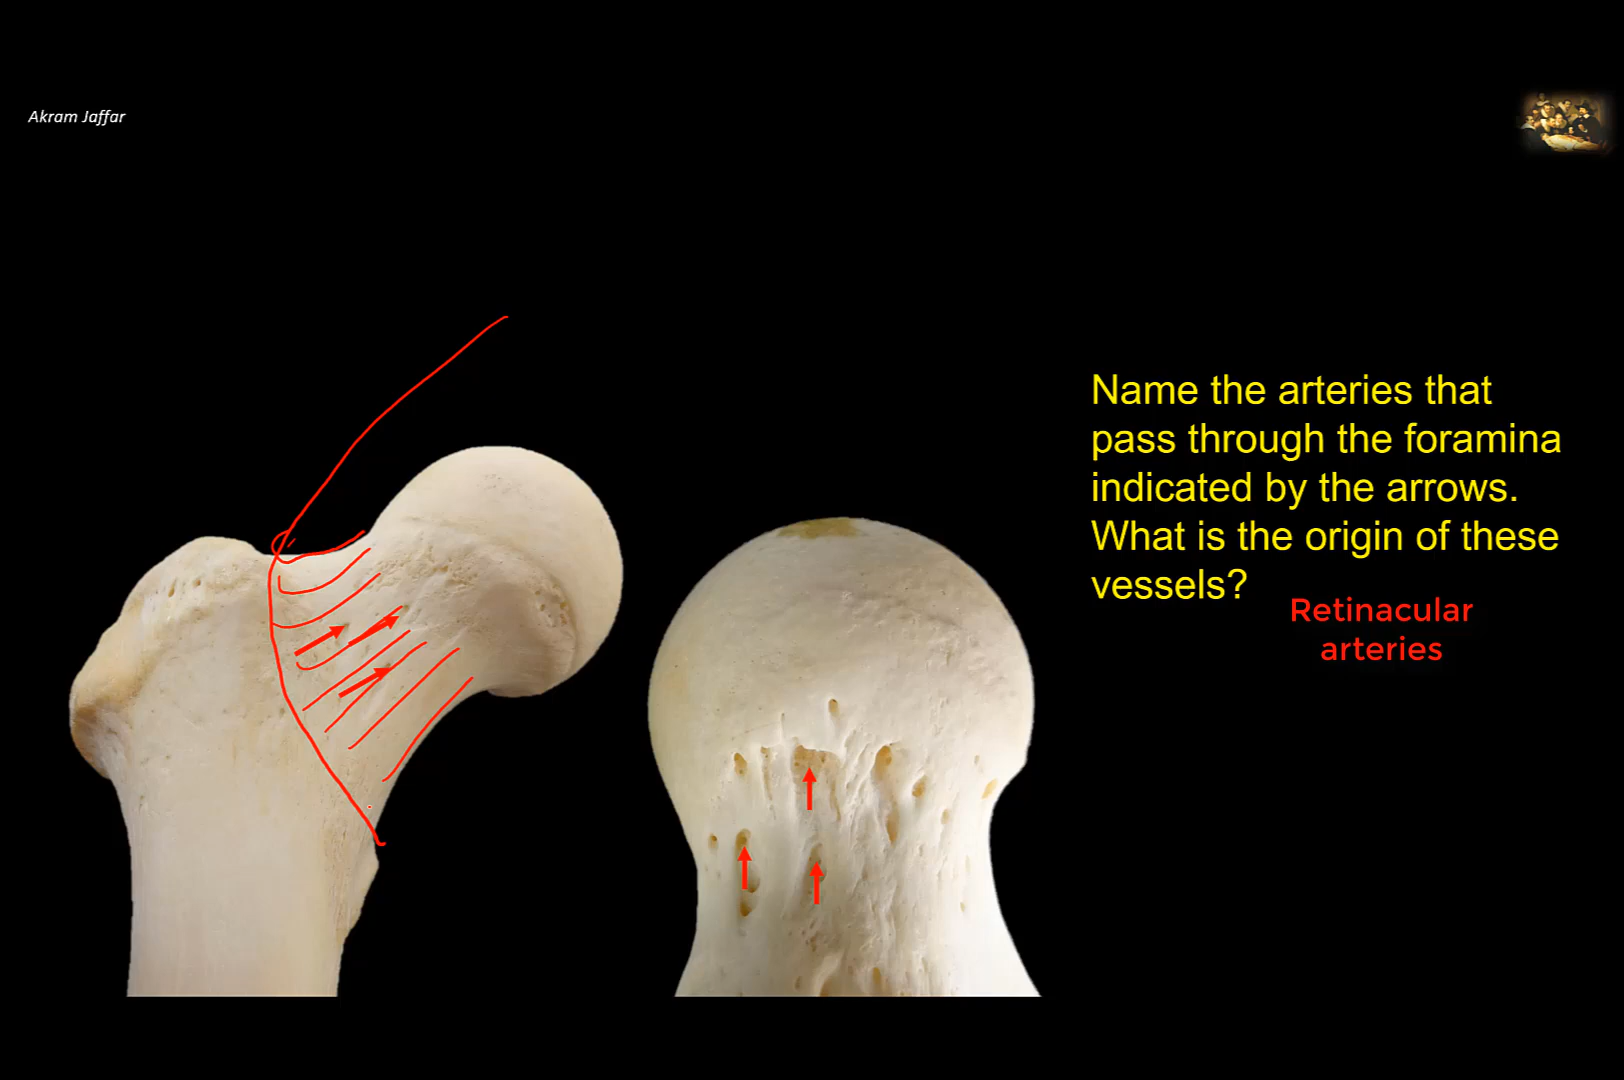 Akram Jaffar
Name the arteries that
pass through the foramina
indicated by the arrows.
What is the origin of these
vessels?
Retinacular
arteries